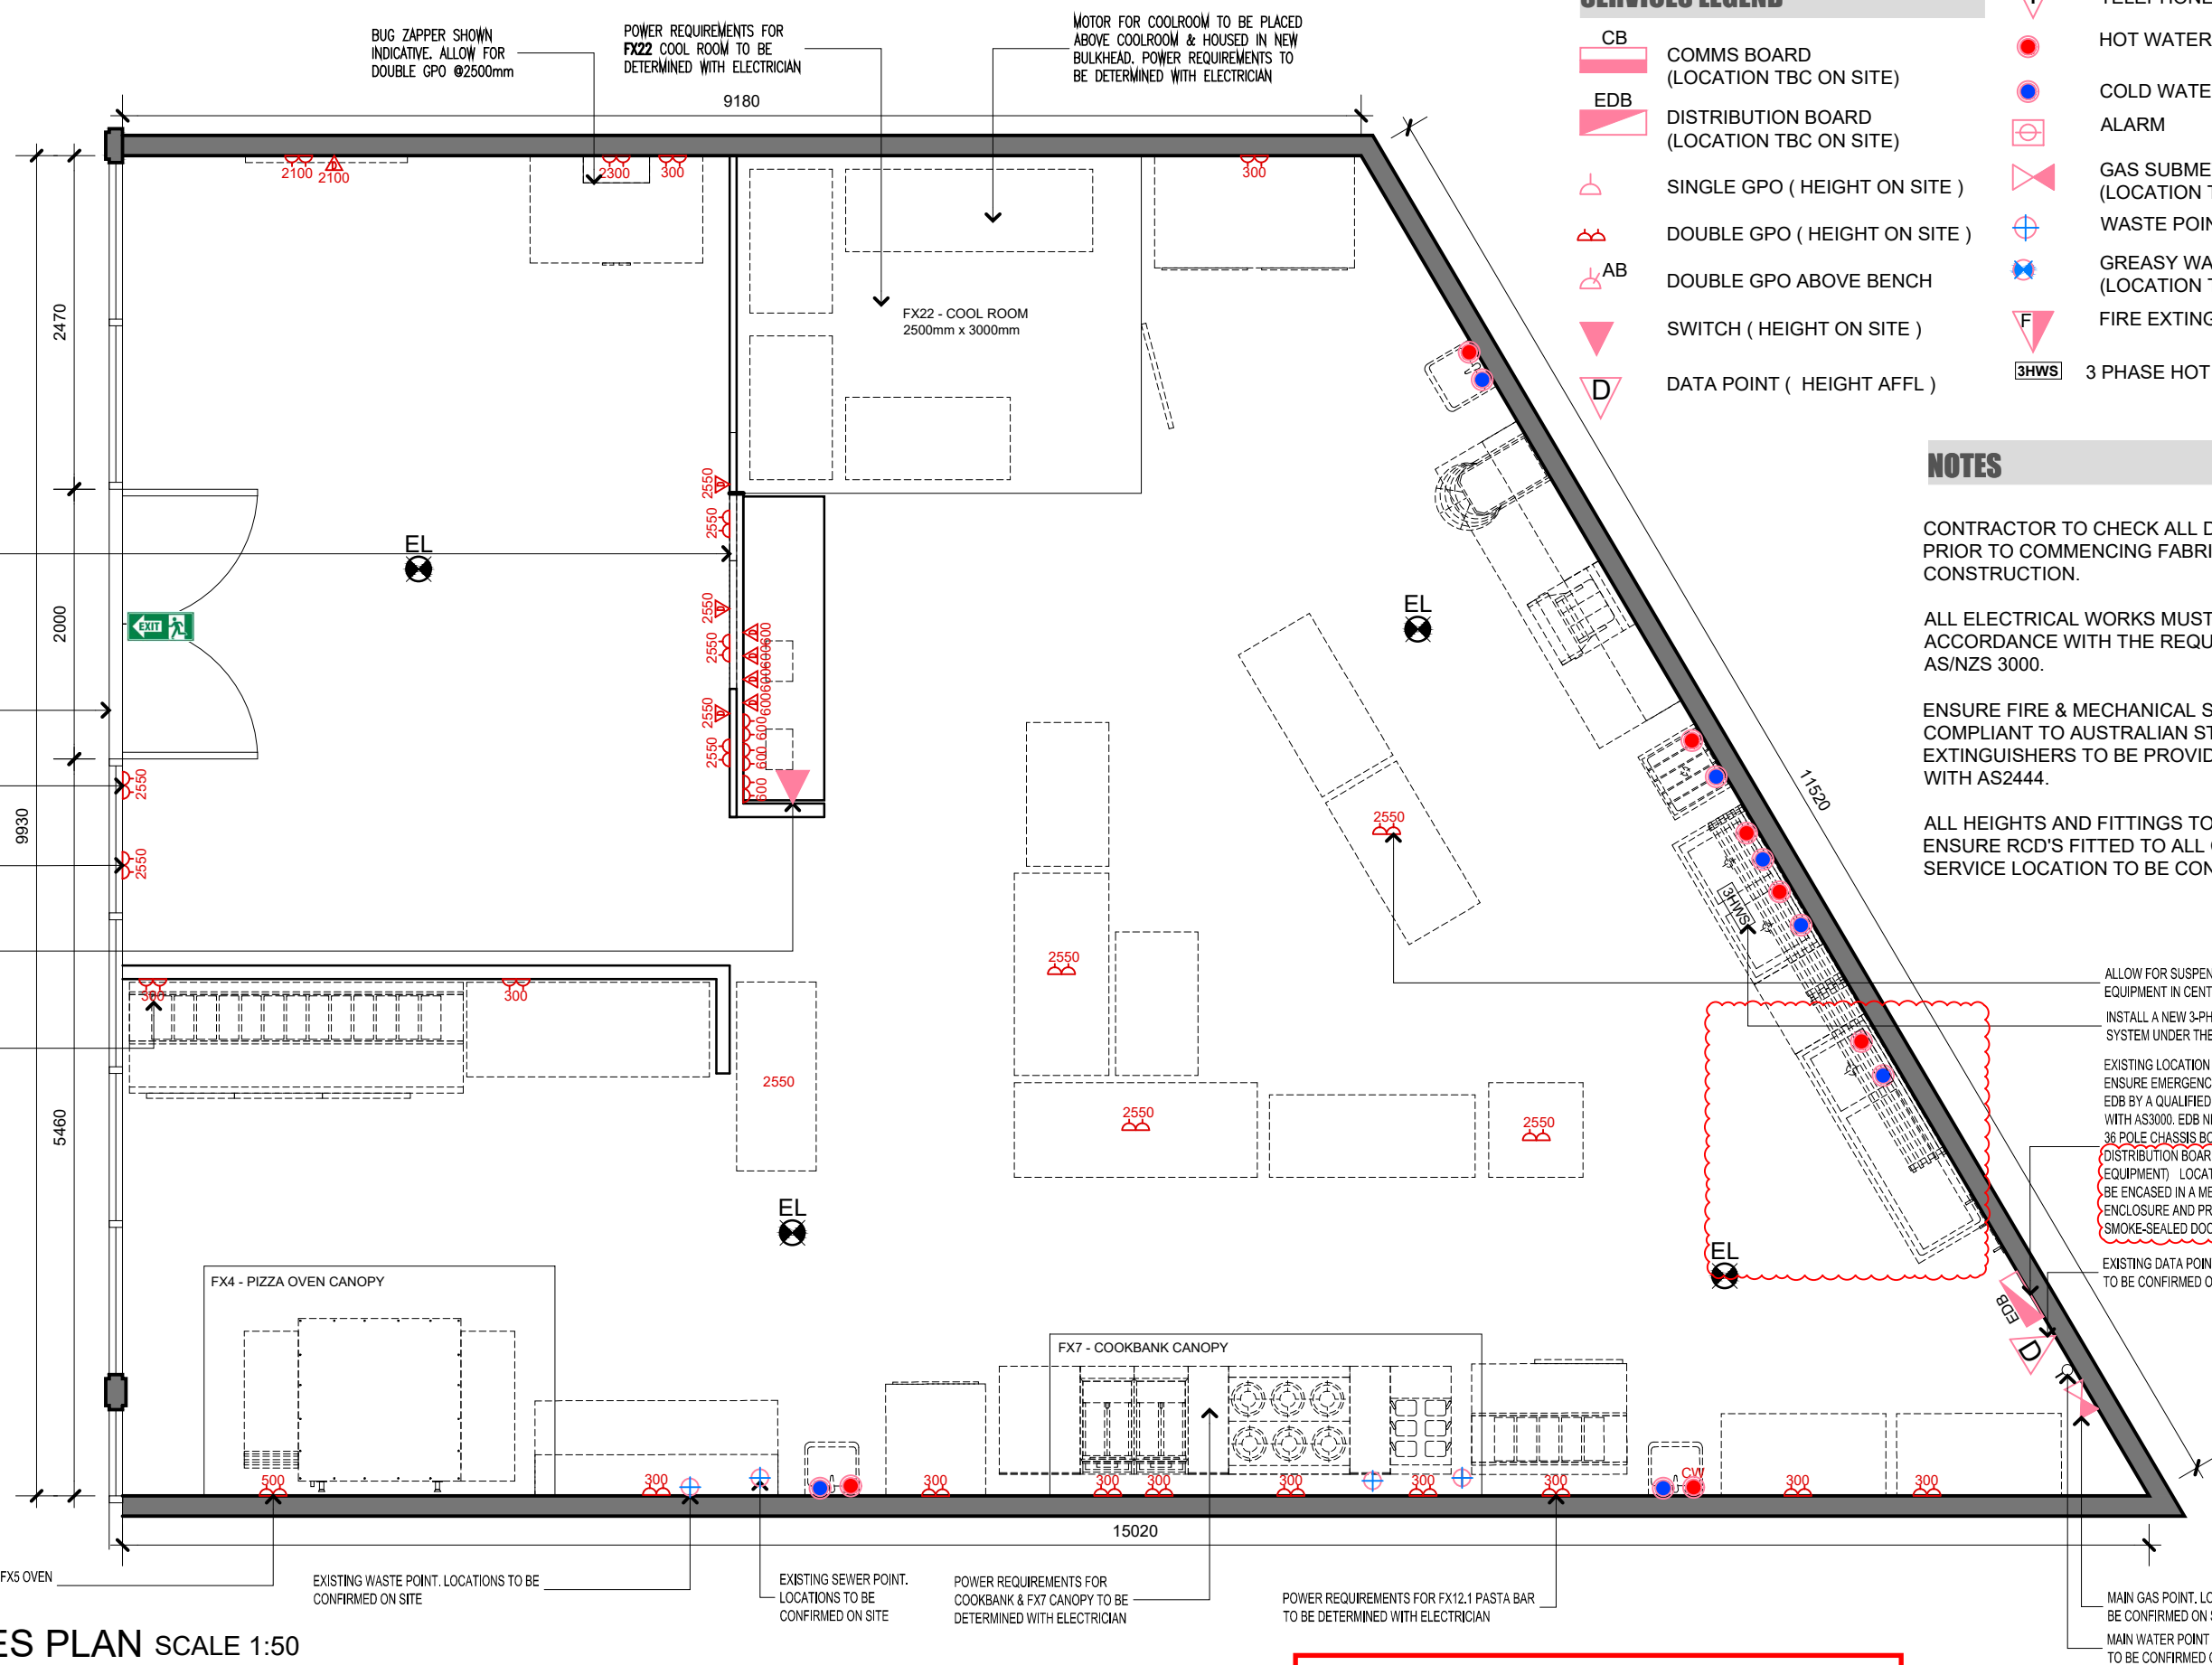 BUG ZAPPER SHOWN
INDICATIVE. ALLOW FOR
DOUBLE GPO @2500mm
POWER REQUIREMENTS FOR
FX22 COOL ROOM TO BE
DETERMINED WITH ELECTRICIAN
MOTOR FOR COOLROOM TO BE PLACED
ABOVE COOLROOM & HOUSED IN NEW
BULKHEAD. POWER REQUIREMENTS TO
BE DETERMINED WITH ELECTRICIAN
SERVICES LEGEND
CB
COMMS BOARD
(LOCATION TBC ON SITE)
EDB
DISTRIBUTION BOARD
(LOCATION TBC ON SITE)
SINGLE GPO ( HEIGHT ON SITE )
DOUBLE GPO ( HEIGHT ON SITE )
AB
DOUBLE GPO ABOVE BENCH
SWITCH ( HEIGHT ON SITE )
D
DATA POINT ( HEIGHT AFFL )
TELEPHONE
HOT WATER
COLD WATE
ALARM
GAS SUBME
(LOCATION T
WASTE POIN
GREASY WA
(LOCATION T
F
FIRE EXTING
3HWS
3 PHASE HOT
NOTES
CONTRACTOR TO CHECK ALL D
PRIOR TO COMMENCING FABRI
CONSTRUCTION.
ALL ELECTRICAL WORKS MUST
ACCORDANCE WITH THE REQU
AS/NZS 3000.
ENSURE FIRE & MECHANICAL S
COMPLIANT TO AUSTRALIAN ST
EXTINGUISHERS TO BE PROVID
WITH AS2444.
ALL HEIGHTS AND FITTINGS TO
ENSURE RCD'S FITTED TO ALL
SERVICE LOCATION TO BE CON
9180
2100
2100
2300
300
300
FX22 - COOL ROOM
2500mm x 3000mm
2470
2000
9930
5460
11520
15020
EL
EL
EL
EL
EXIT
2550
2550
2550
2550
2550
2550
600
600
600
600
600
600
600
2550
2550
2550
2550
2550
2550
2550
300
300
3HWS
EDB
D
ALLOW FOR SUSPEN
EQUIPMENT IN CENT
INSTALL A NEW 3-PH
SYSTEM UNDER THE
EXISTING LOCATION
ENSURE EMERGENC
EDB BY A QUALIFIED
WITH AS3000. EDB NE
36 POLE CHASSIS BO
DISTRIBUTION BOAR
EQUIPMENT) LOCAT
BE ENCASED IN A ME
ENCLOSURE AND PR
SMOKE-SEALED DOO
EXISTING DATA POIN
TO BE CONFIRMED O
FX4 - PIZZA OVEN CANOPY
FX7 - COOKBANK CANOPY
500
300
300
300
300
300
300
300
CW
300
300
FX5 OVEN
EXISTING WASTE POINT. LOCATIONS TO BE
CONFIRMED ON SITE
EXISTING SEWER POINT.
LOCATIONS TO BE
CONFIRMED ON SITE
POWER REQUIREMENTS FOR
COOKBANK & FX7 CANOPY TO BE
DETERMINED WITH ELECTRICIAN
POWER REQUIREMENTS FOR FX12.1 PASTA BAR
TO BE DETERMINED WITH ELECTRICIAN
MAIN GAS POINT. LO
BE CONFIRMED ON S
MAIN WATER POINT
TO BE CONFIRMED O
ES PLAN SCALE 1:50